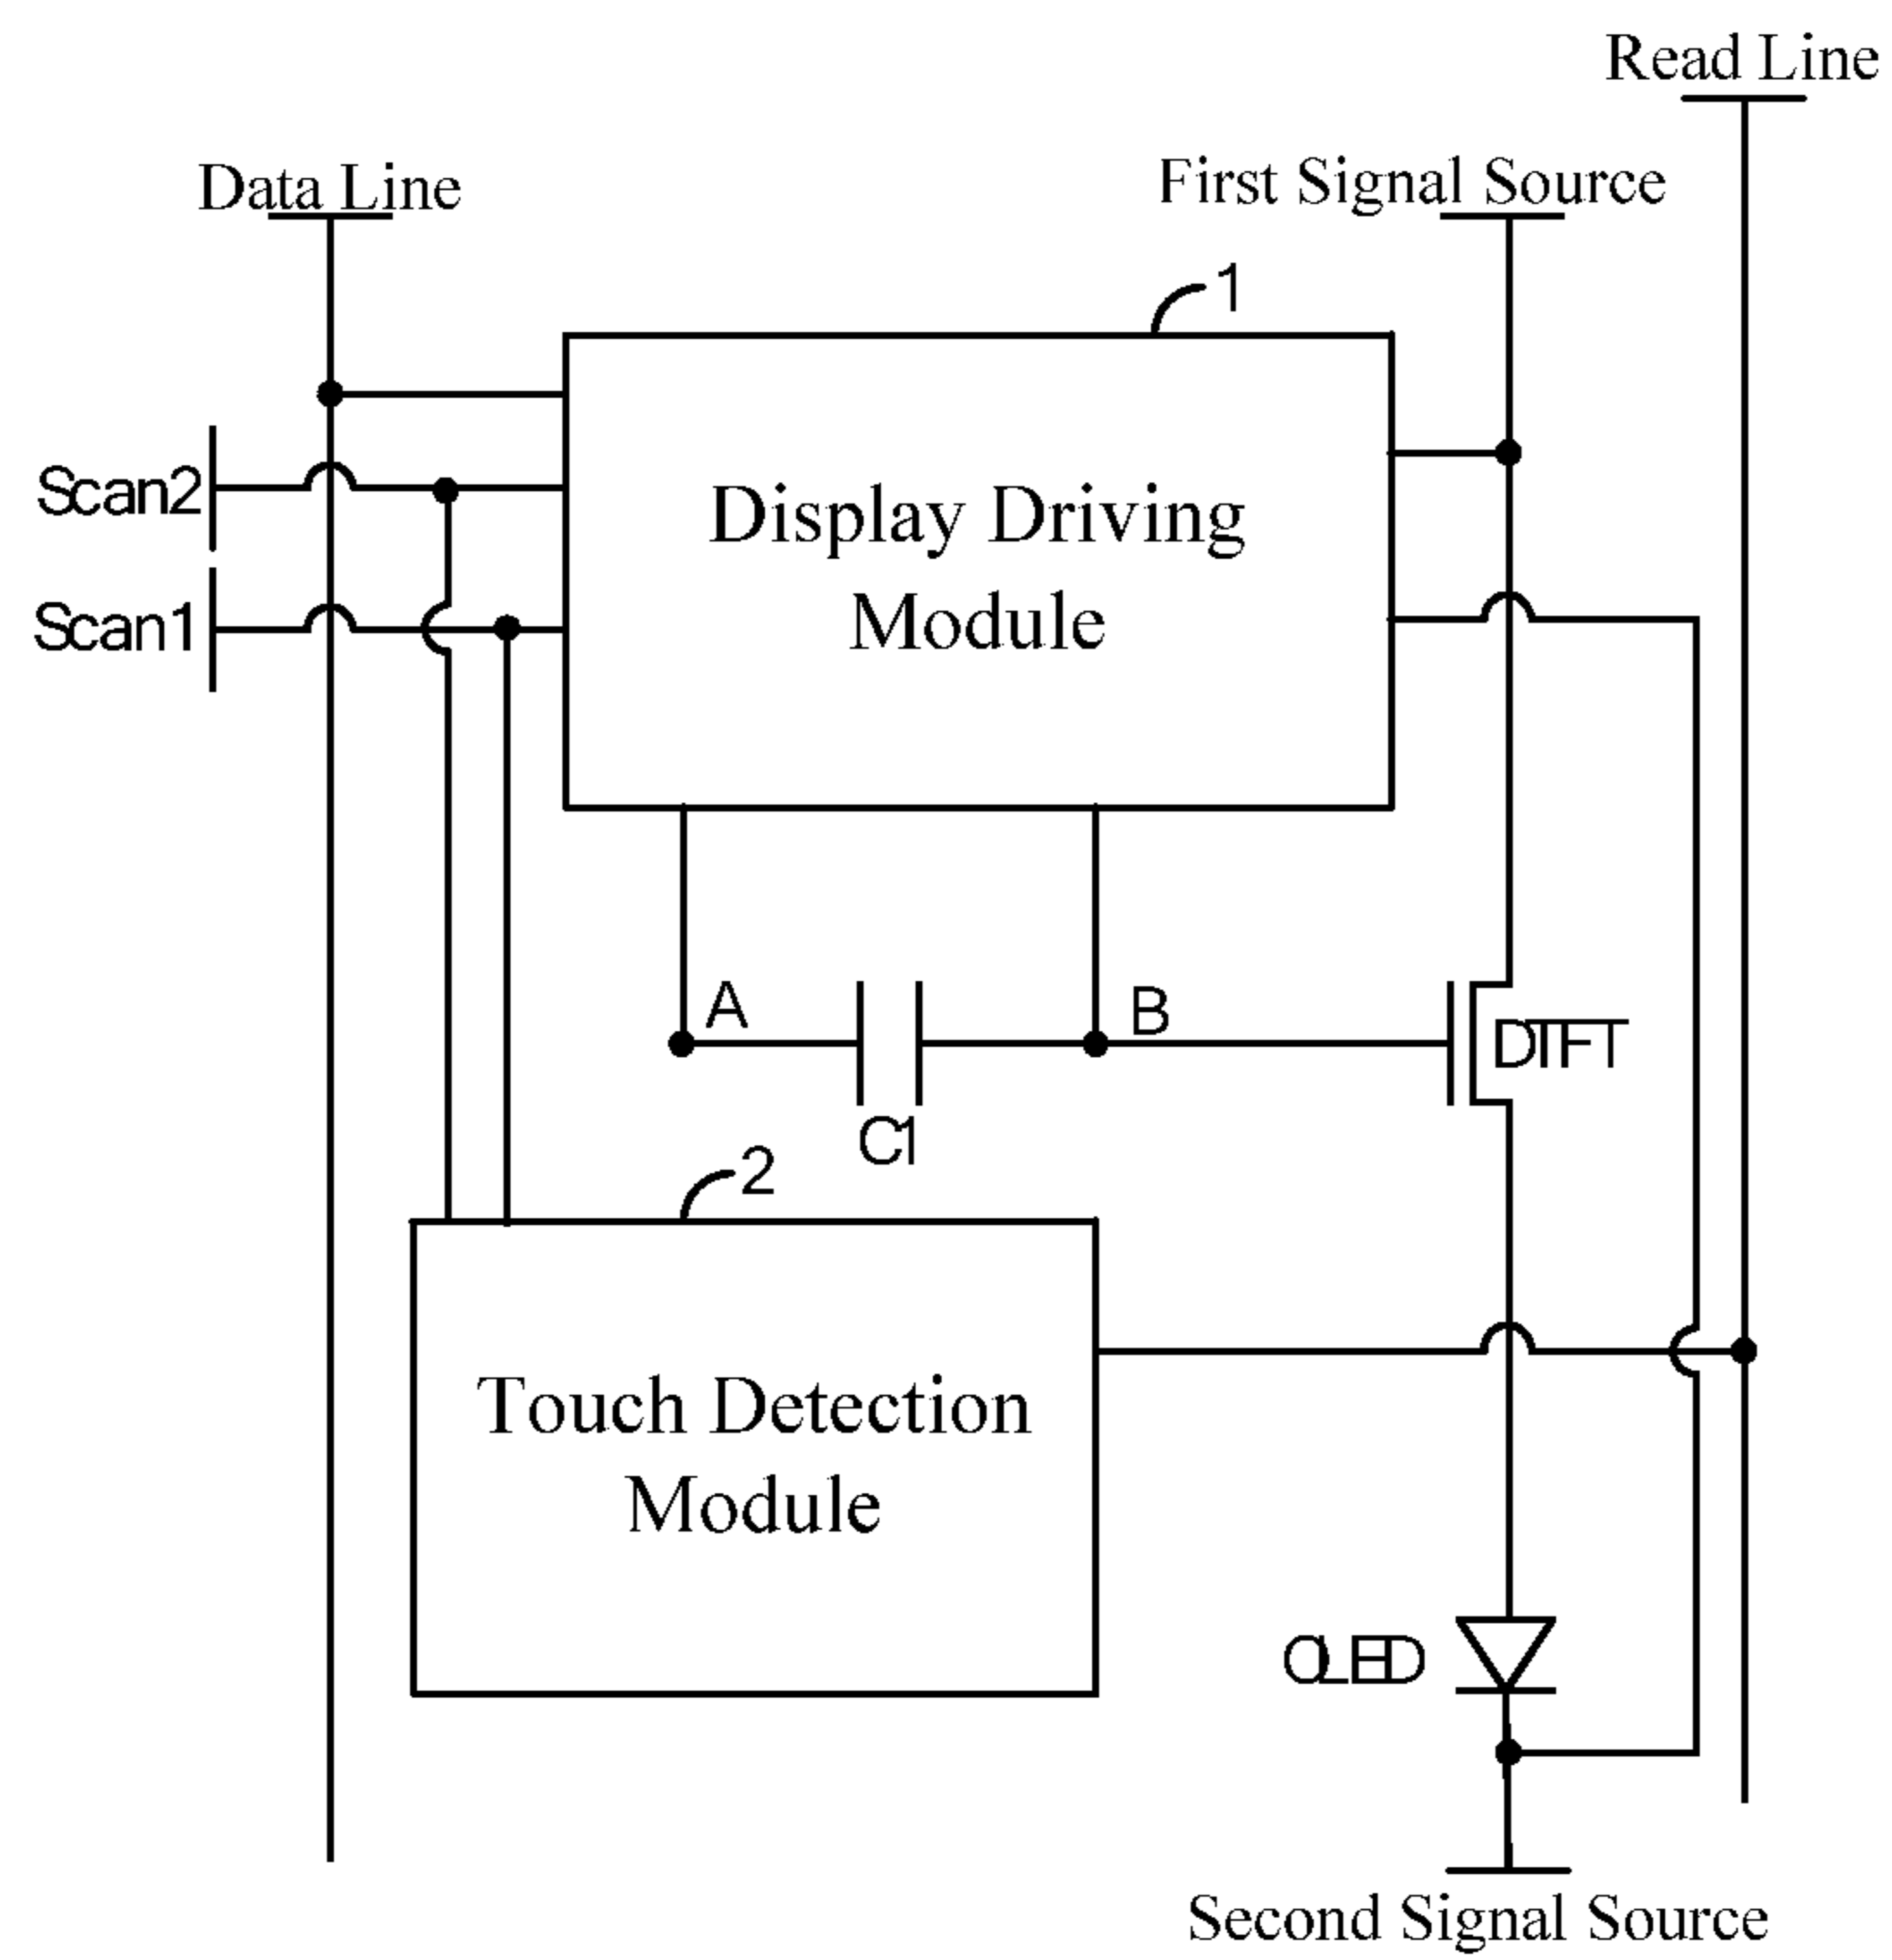 Read Line
Data Line
First Signal Source
1
Scan2
Display Driving
Module
Scan1
A
B
DTFT
C1
2
Touch Detection
Module
OLED
Second Signal Source